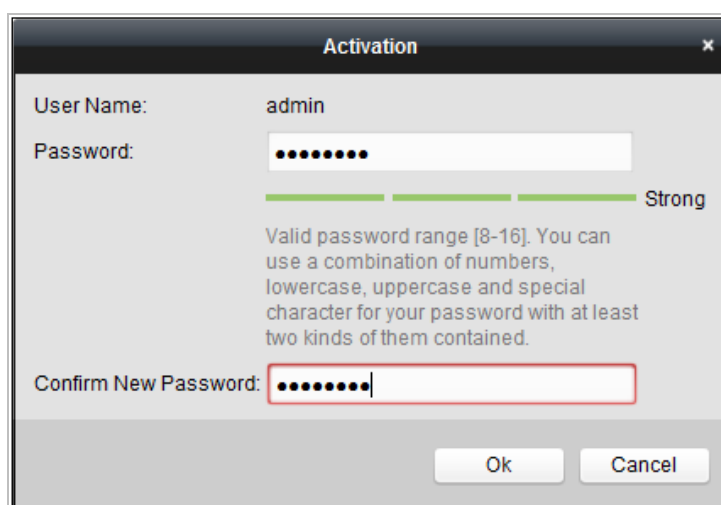 Activation ×
User Name: admin
Password: ●●●●●●●●
Strong
Valid password range [8-16]. You can
use a combination of numbers,
lowercase, uppercase and special
character for your password with at least
two kinds of them contained.
Confirm New Password: ●●●●●●●●
Ok Cancel